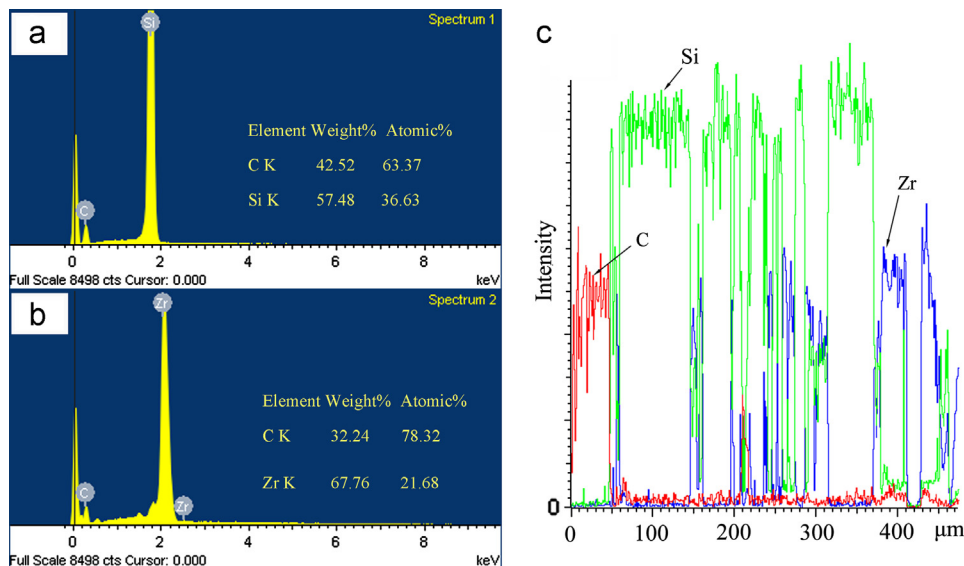 a
Spectrum 1
Si
Element Weight% Atomic%
C K 42.52 63.37
Si K 57.48 36.63
C
0 2 4 6 8
Full Scale 8498 cts Cursor: 0.000 keV
b
Spectrum 2
Zr
Element Weight% Atomic%
C K 32.24 78.32
Zr K 67.76 21.68
C
Zr
0 2 4 6 8
Full Scale 8498 cts Cursor: 0.000 keV
c
Si
Zr
C
Intensity
0
0 100 200 300 400 μm